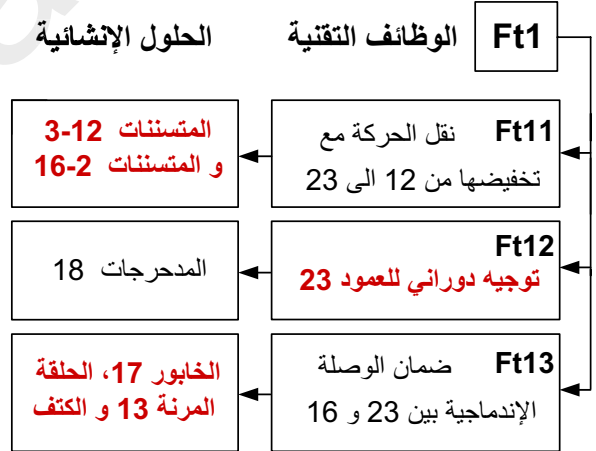 Ft1 الوظائف التقنية الحلول الإنشائية
Ft11 نقل الحركة مع
تخفيضها من 12 الى 23
المتسننات 12-3
و المتسننات 2-16
Ft12
توجيه دوراني للعمود 23
المدحرجات 18
Ft13 ضمان الوصلة
الإندماجية بين 23 و 16
الخابور 17، الحلقة
المرنة 13 و الكتف